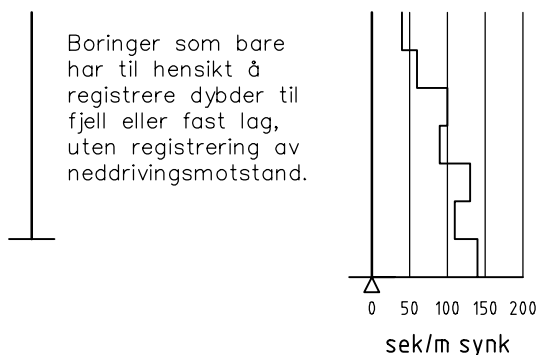 Boringer som bare
har til hensikt å
registrere dybder til
fjell eller fast lag,
uten registrering av
neddrivingsmotstand.
0 50 100 150 200
sek/m synk